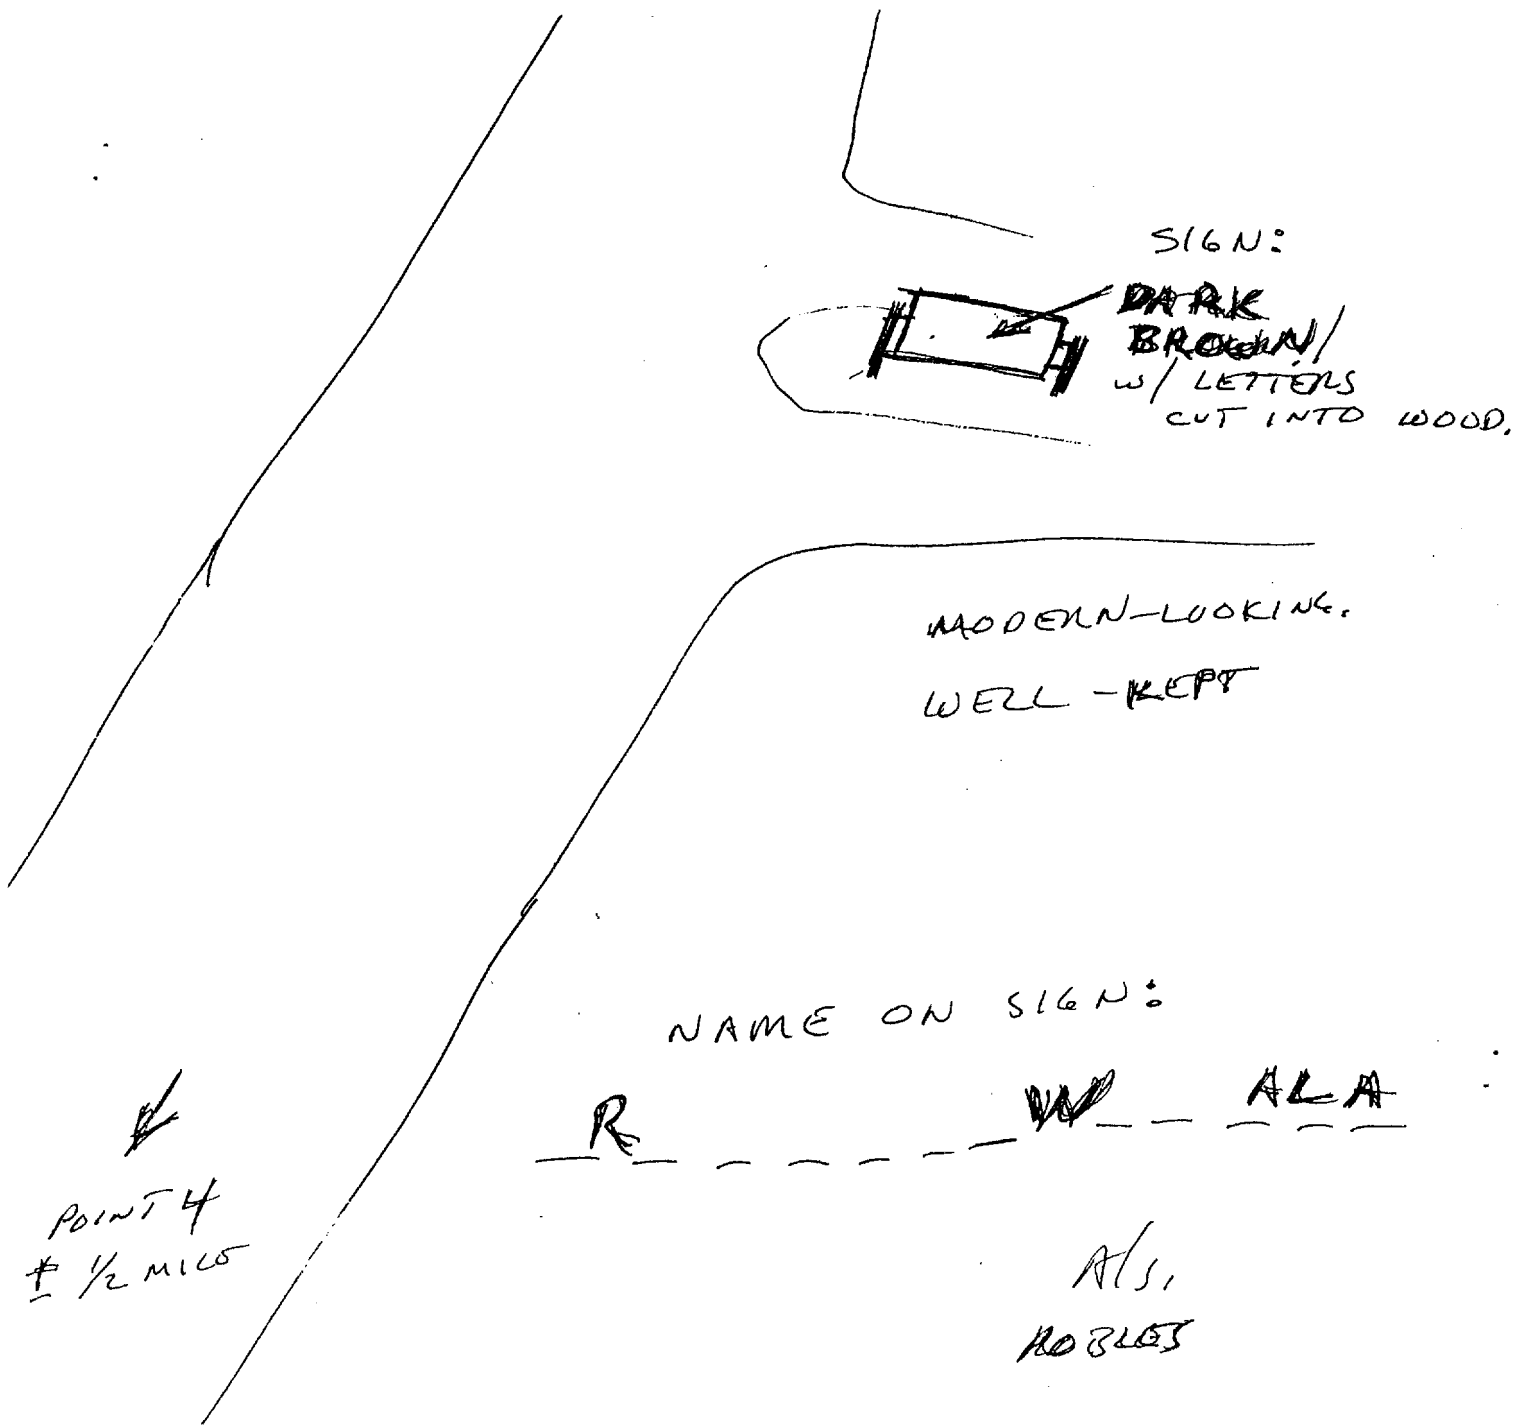 SIGN:
DARK
BROWN/
W/ LETTERS
CUT INTO WOOD.
MODERN-LOOKING.
WELL-KEPT
NAME ON SIGN:
_ R _ _ _ _ _ _ W _ _ A L A
POINT 4
± 1/2 MILE
A/S,
ROBLES